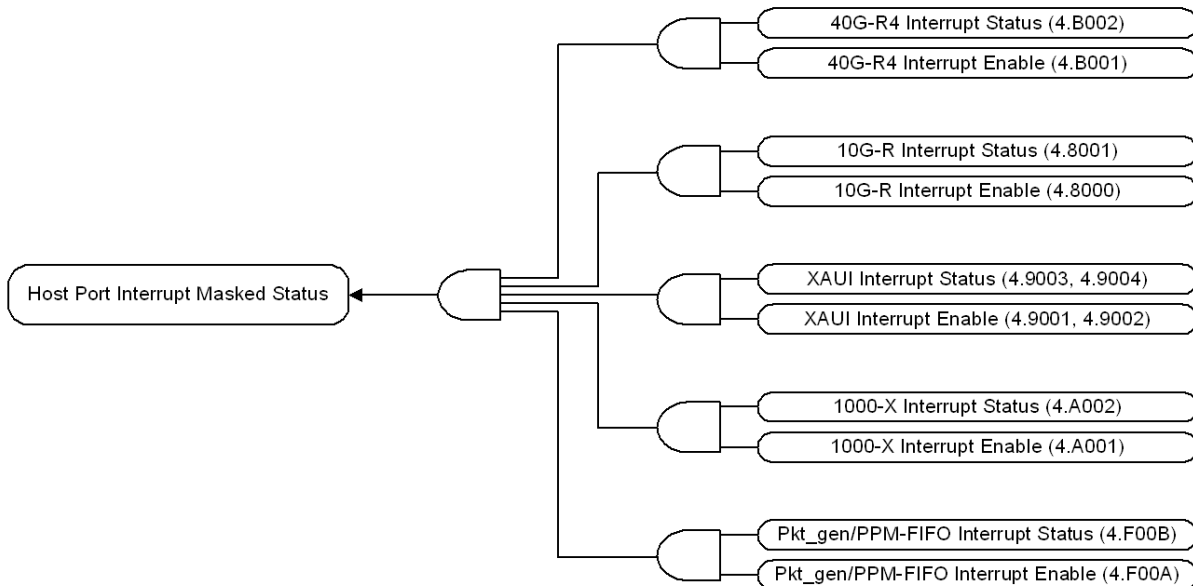 40G-R4 Interrupt Status (4.B002)
40G-R4 Interrupt Enable (4.B001)
10G-R Interrupt Status (4.8001)
10G-R Interrupt Enable (4.8000)
Host Port Interrupt Masked Status
XAUI Interrupt Status (4.9003, 4.9004)
XAUI Interrupt Enable (4.9001, 4.9002)
1000-X Interrupt Status (4.A002)
1000-X Interrupt Enable (4.A001)
Pkt_gen/PPM-FIFO Interrupt Status (4.F00B)
Pkt_gen/PPM-FIFO Interrupt Enable (4.F00A)